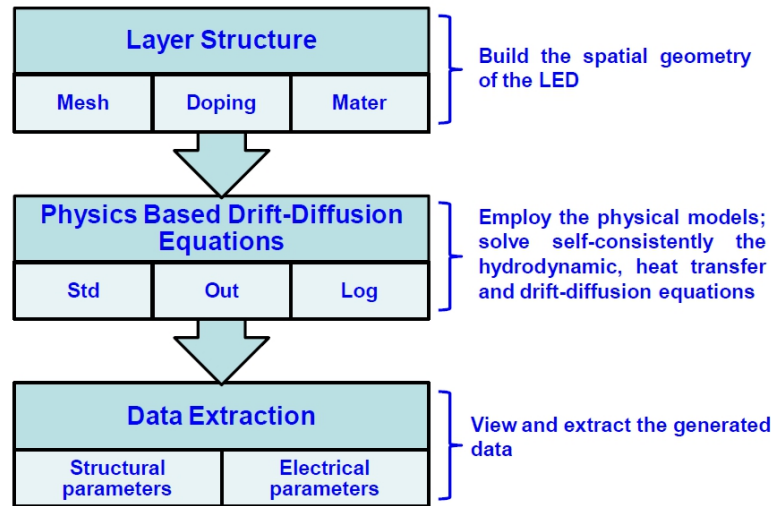 Layer Structure
Mesh
Doping
Mater
Build the spatial geometry
of the LED
Physics Based Drift-Diffusion
Equations
Std
Out
Log
Employ the physical models;
solve self-consistently the
hydrodynamic, heat transfer
and drift-diffusion equations
Data Extraction
Structural
parameters
Electrical
parameters
View and extract the generated
data